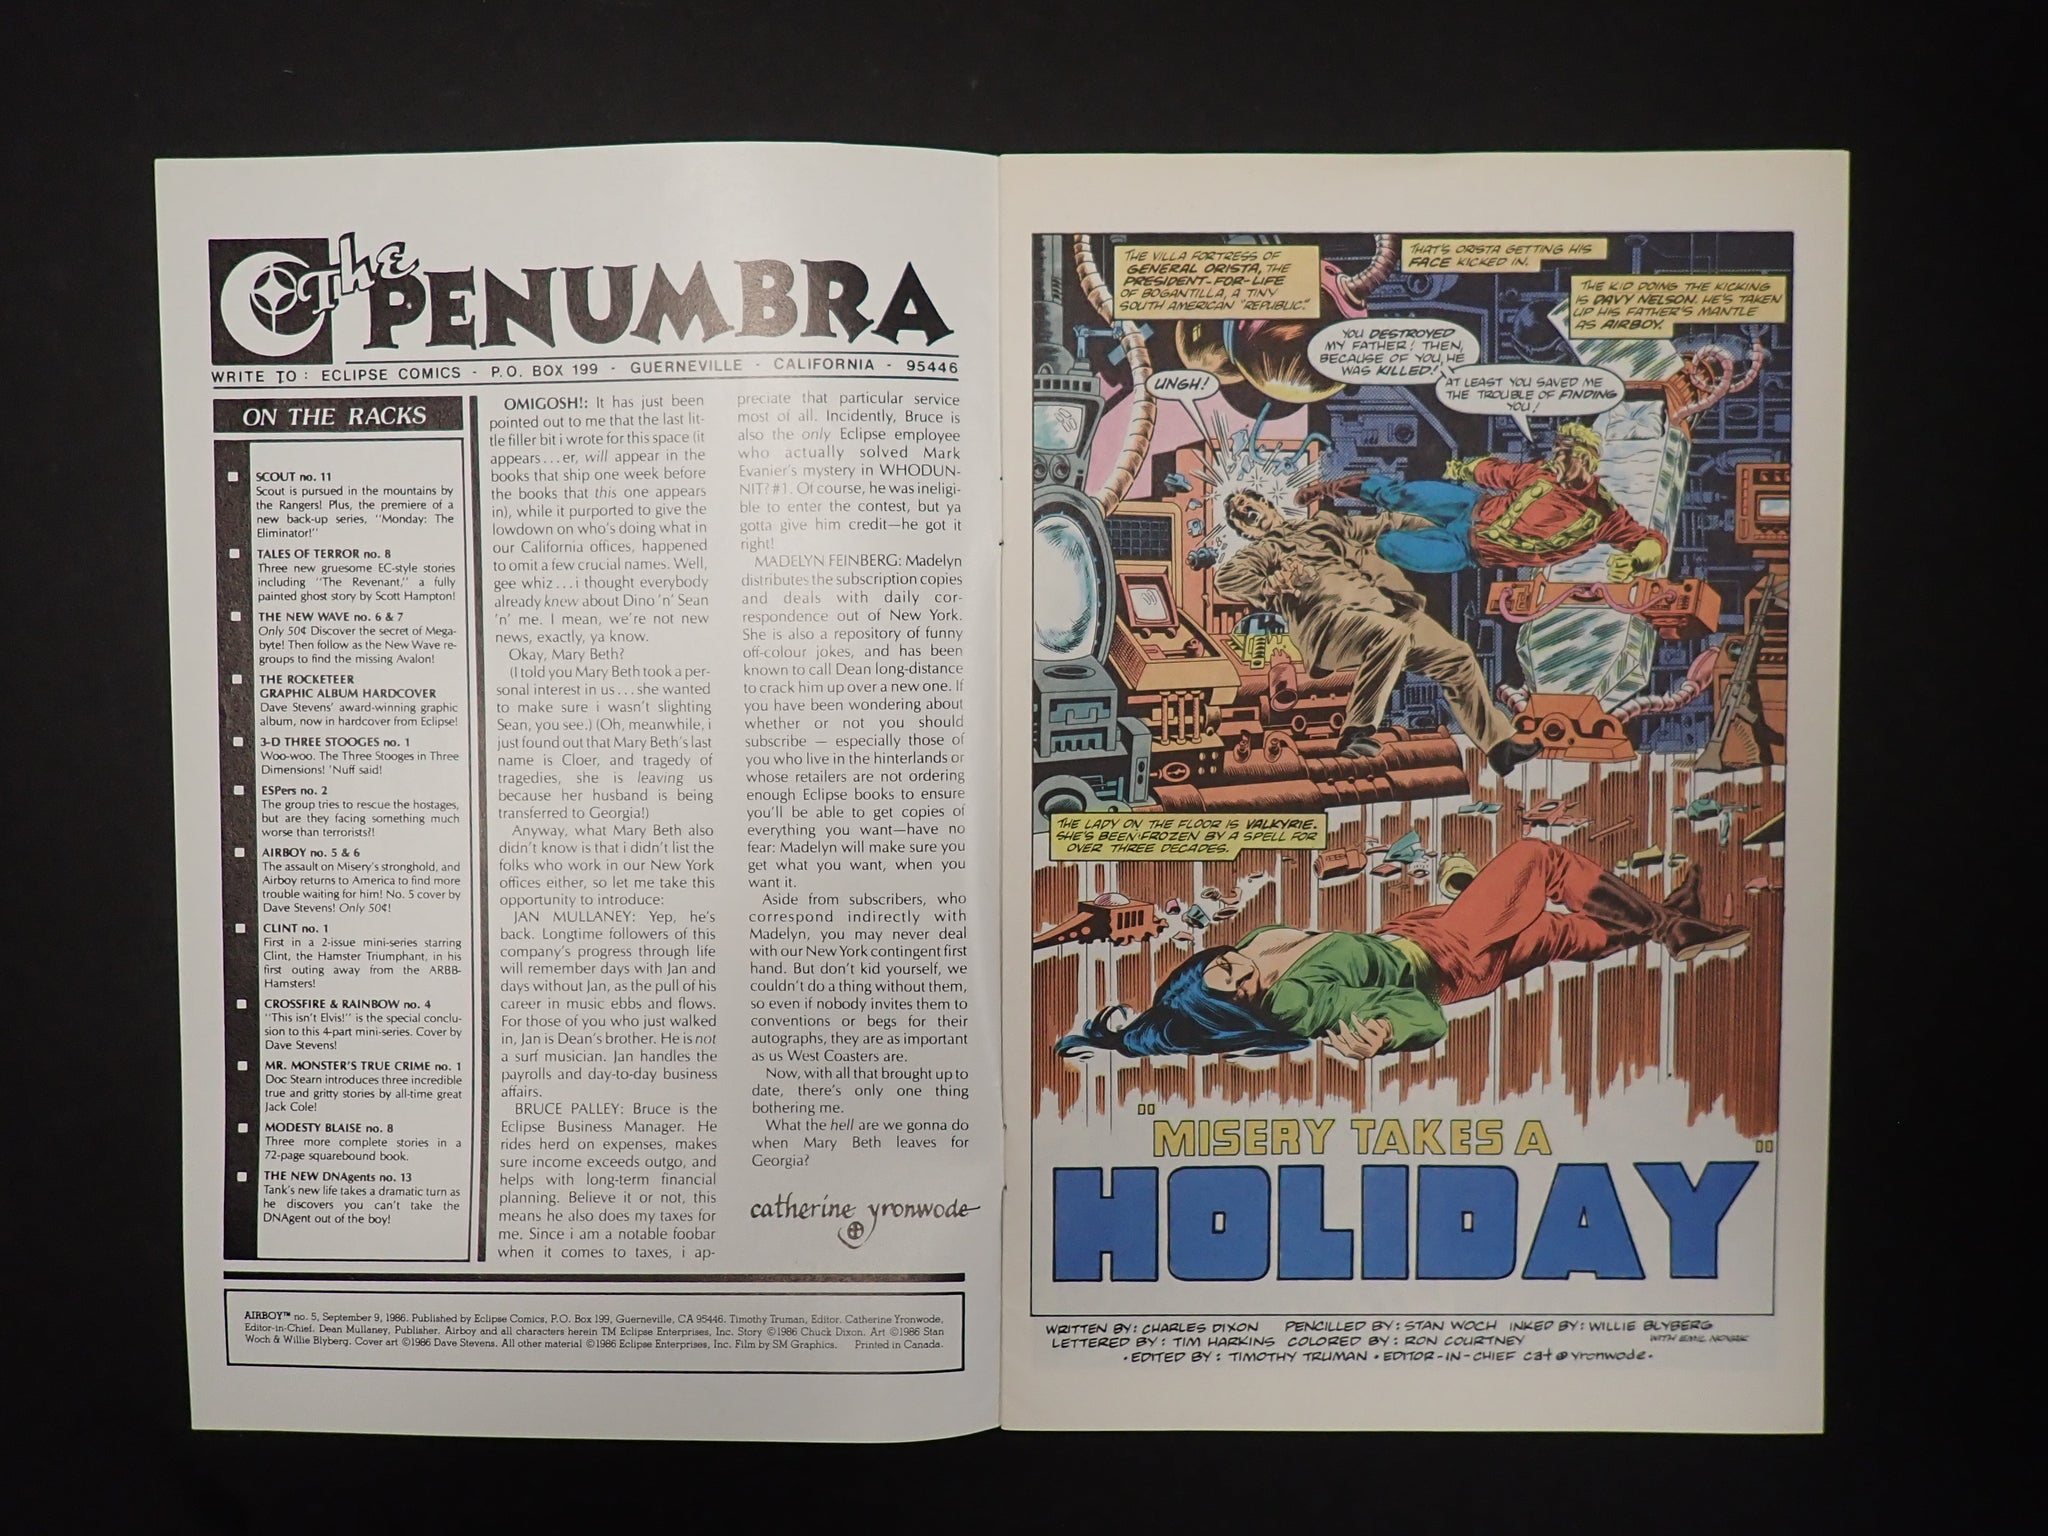 The PENUMBRA
WRITE TO: ECLIPSE COMICS - P.O. BOX 199 - GUERNEVILLE - CALIFORNIA - 95446
ON THE RACKS
SCOUT no. 11
Scout is pursued in the mountains by
the Rangers! Plus, the premiere of a
new back-up series, "Monday: The
Eliminator!"
TALES OF TERROR no. 8
Three new gruesome EC-style stories
including "The Revenant," a fully
painted ghost story by Scott Hampton!
THE NEW WAVE no. 6 & 7
Only 50¢ Discover the secret of Mega-
byte! Then follow as the New Wave re-
groups to find the missing Avalon!
THE ROCKETEER
GRAPHIC ALBUM HARDCOVER
Dave Stevens' award-winning graphic
album, now in hardcover from Eclipse!
3-D THREE STOOGES no. 1
Woo-woo. The Three Stooges in Three
Dimensions! 'Nuff said!
ESPers no. 2
The group tries to rescue the hostages,
but are they facing something much
worse than terrorists?!
AIRBOY no. 5 & 6
The assault on Misery's stronghold, and
Airboy returns to America to find more
trouble waiting for him! No. 5 cover by
Dave Stevens! Only 50¢!
CLINT no. 1
First in a 2-issue mini-series starring
Clint, the Hamster Triumphant, in his
first outing away from the ARBB-
Hamsters!
CROSSFIRE & RAINBOW no. 4
"This isn't Elvis!" is the special conclu-
sion to this 4-part mini-series. Cover by
Dave Stevens!
MR. MONSTER'S TRUE CRIME no. 1
Doc Stearn introduces three incredible
true and gritty stories by all-time great
Jack Cole!
MODESTY BLAISE no. 8
Three more complete stories in a
72-page squarebound book.
THE NEW DNAgents no. 13
Tank's new life takes a dramatic turn as
he discovers you can't take the
DNAgent out of the boy!
OMIGOSH!: It has just been
pointed out to me that the last lit-
tle filler bit i wrote for this space (it
appears...er, will appear in the
books that ship one week before
the books that this one appears
in), while it purported to give the
lowdown on who's doing what in
our California offices, happened
to omit a few crucial names. Well,
gee whiz...i thought everybody
already knew about Dino 'n' Sean
'n' me. I mean, we're not new
news, exactly, ya know.
Okay, Mary Beth?
(I told you Mary Beth took a per-
sonal interest in us...she wanted
to make sure i wasn't slighting
Sean, you see.) (Oh, meanwhile, i
just found out that Mary Beth's last
name is Cloer, and tragedy of
tragedies, she is leaving us
because her husband is being
transferred to Georgia!)
Anyway, what Mary Beth also
didn't know is that i didn't list the
folks who work in our New York
offices either, so let me take this
opportunity to introduce:
JAN MULLANEY: Yep, he's
back. Longtime followers of this
company's progress through life
will remember days with Jan and
days without Jan, as the pull of his
career in music ebbs and flows.
For those of you who just walked
in, Jan is Dean's brother. He is not
a surf musician. Jan handles the
payrolls and day-to-day business
affairs.
BRUCE PALLEY: Bruce is the
Eclipse Business Manager. He
rides herd on expenses, makes
sure income exceeds outgo, and
helps with long-term financial
planning. Believe it or not, this
means he also does my taxes for
me. Since i am a notable foobar
when it comes to taxes, i ap-
preciate that particular service
most of all. Incidently, Bruce is
also the only Eclipse employee
who actually solved Mark
Evanier's mystery in WHODUN-
NIT? #1. Of course, he was ineligi-
ble to enter the contest, but ya
gotta give him credit—he got it
right!
MADELYN FEINBERG: Madelyn
distributes the subscription copies
and deals with daily cor-
respondence out of New York.
She is also a repository of funny
off-colour jokes, and has been
known to call Dean long-distance
to crack him up over a new one. If
you have been wondering about
whether or not you should
subscribe — especially those of
you who live in the hinterlands or
whose retailers are not ordering
enough Eclipse books to ensure
you'll be able to get copies of
everything you want—have no
fear: Madelyn will make sure you
get what you want, when you
want it.
Aside from subscribers, who
correspond indirectly with
Madelyn, you may never deal
with our New York contingent first
hand. But don't kid yourself, we
couldn't do a thing without them,
so even if nobody invites them to
conventions or begs for their
autographs, they are as important
as us West Coasters are.
Now, with all that brought up to
date, there's only one thing
bothering me.
What the hell are we gonna do
when Mary Beth leaves for
Georgia?
catherine yronwode
AIRBOY™ no. 5, September 9, 1986. Published by Eclipse Comics, P.O. Box 199, Guerneville, CA 95446. Timothy Truman, Editor. Catherine Yronwode,
Editor-in-Chief. Dean Mullaney, Publisher. Airboy and all characters herein TM Eclipse Enterprises, Inc. Story ©1986 Chuck Dixon. Art ©1986 Stan
Woch & Willie Blyberg. Cover art ©1986 Dave Stevens. All other material ©1986 Eclipse Enterprises, Inc. Film by SM Graphics. Printed in Canada.
THE VILLA FORTRESS OF
GENERAL ORISTA, THE
PRESIDENT-FOR-LIFE
OF BOGANTILLA, A TINY
SOUTH AMERICAN "REPUBLIC."
THAT'S ORISTA GETTING HIS
FACE KICKED IN.
THE KID DOING THE KICKING
IS DAVY NELSON. HE'S TAKEN
UP HIS FATHER'S MANTLE
AS AIRBOY.
UNGH!
YOU DESTROYED
MY FATHER! THEN,
BECAUSE OF YOU, HE
WAS KILLED!
AT LEAST YOU SAVED ME
THE TROUBLE OF FINDING
YOU!
THE LADY ON THE FLOOR IS VALKYRIE.
SHE'S BEEN FROZEN BY A SPELL FOR
OVER THREE DECADES.
"MISERY TAKES A
HOLIDAY"
WRITTEN BY: CHARLES DIXON PENCILLED BY: STAN WOCH INKED BY: WILLIE BLYBERG
WITH EMIL NOVAK
LETTERED BY: TIM HARKINS COLORED BY: RON COURTNEY
• EDITED BY: TIMOTHY TRUMAN • EDITOR-IN-CHIEF cat yronwode •